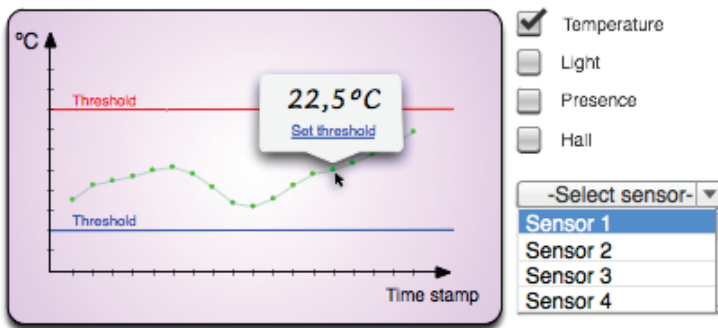 ºC
Threshold
22,5ºC
Set threshold
Threshold
Time stamp
Temperature
Light
Presence
Hall
-Select sensor-
Sensor 1
Sensor 2
Sensor 3
Sensor 4